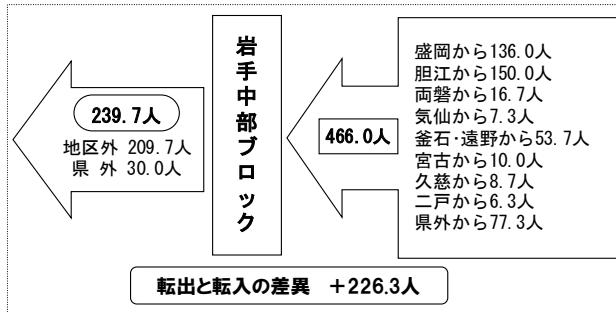 239.7人
地区外 209.7人
県 外 30.0人
岩手中部ブロック
466.0人
盛岡から136.0人
胆江から150.0人
両磐から16.7人
気仙から7.3人
釜石・遠野から53.7人
宮古から10.0人
久慈から8.7人
二戸から6.3人
県外から77.3人
転出と転入の差異 +226.3人